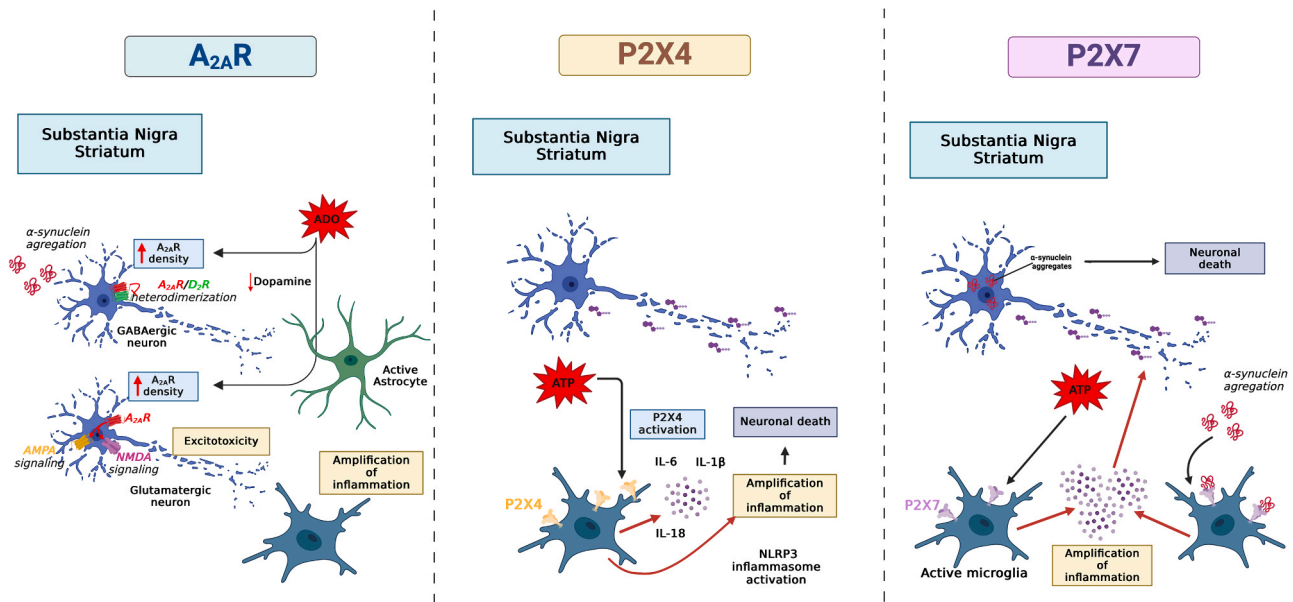 A2AR
Substantia Nigra
Striatum
ADO
α-synuclein
agregation
A2AR
density
Dopamine
A2AR/D2R
heterodimerization
GABAergic
neuron
Active
Astrocyte
A2AR
density
A2AR
AMPA
signaling
NMDA
signaling
Excitotoxicity
Glutamatergic
neuron
Amplification
of
inflammation
P2X4
Substantia Nigra
Striatum
ATP
P2X4
activation
Neuronal death
IL-6
IL-1β
Amplification
of
inflammation
P2X4
IL-18
NLRP3
inflammasome
activation
P2X7
Substantia Nigra
Striatum
α-synuclein
aggregates
Neuronal
death
ATP
α-synuclein
agregation
P2X7
Active microglia
Amplification
of
inflammation